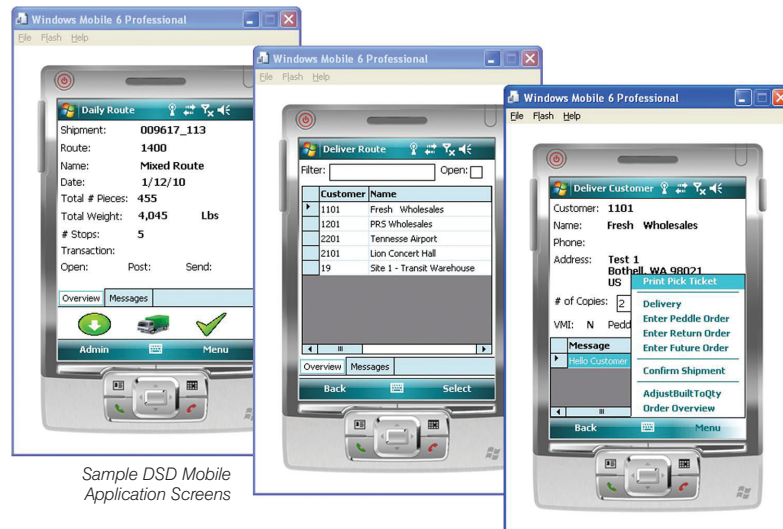 Windows Mobile 6 Professional
File Flash Help
Daily Route
Shipment: 009617_113
Route: 1400
Name: Mixed Route
Date: 1/12/10
Total # Pieces: 455
Total Weight: 4,045 Lbs
# Stops: 5
Transaction:
Open: Post: Send:
Overview Messages
Admin Menu
Windows Mobile 6 Professional
File Flash Help
Deliver Route
Filter: Open:
Customer Name
1101 Fresh Wholesales
1201 PRS Wholesales
2201 Tennesse Airport
2101 Lion Concert Hall
19 Site 1 - Transit Warehouse
Overview Messages
Back Select
Windows Mobile 6 Professional
File Flash Help
Deliver Customer
Customer: 1101
Name: Fresh Wholesales
Phone:
Address: Test 1
Bothell, WA 98021
US
# of Copies: 2
VMI: N Peddl
Message
Hello Customer
Print Pick Ticket
Delivery
Enter Peddle Order
Enter Return Order
Enter Future Order
Confirm Shipment
AdjustBuiltToQty
Order Overview
Back Menu
Sample DSD Mobile
Application Screens